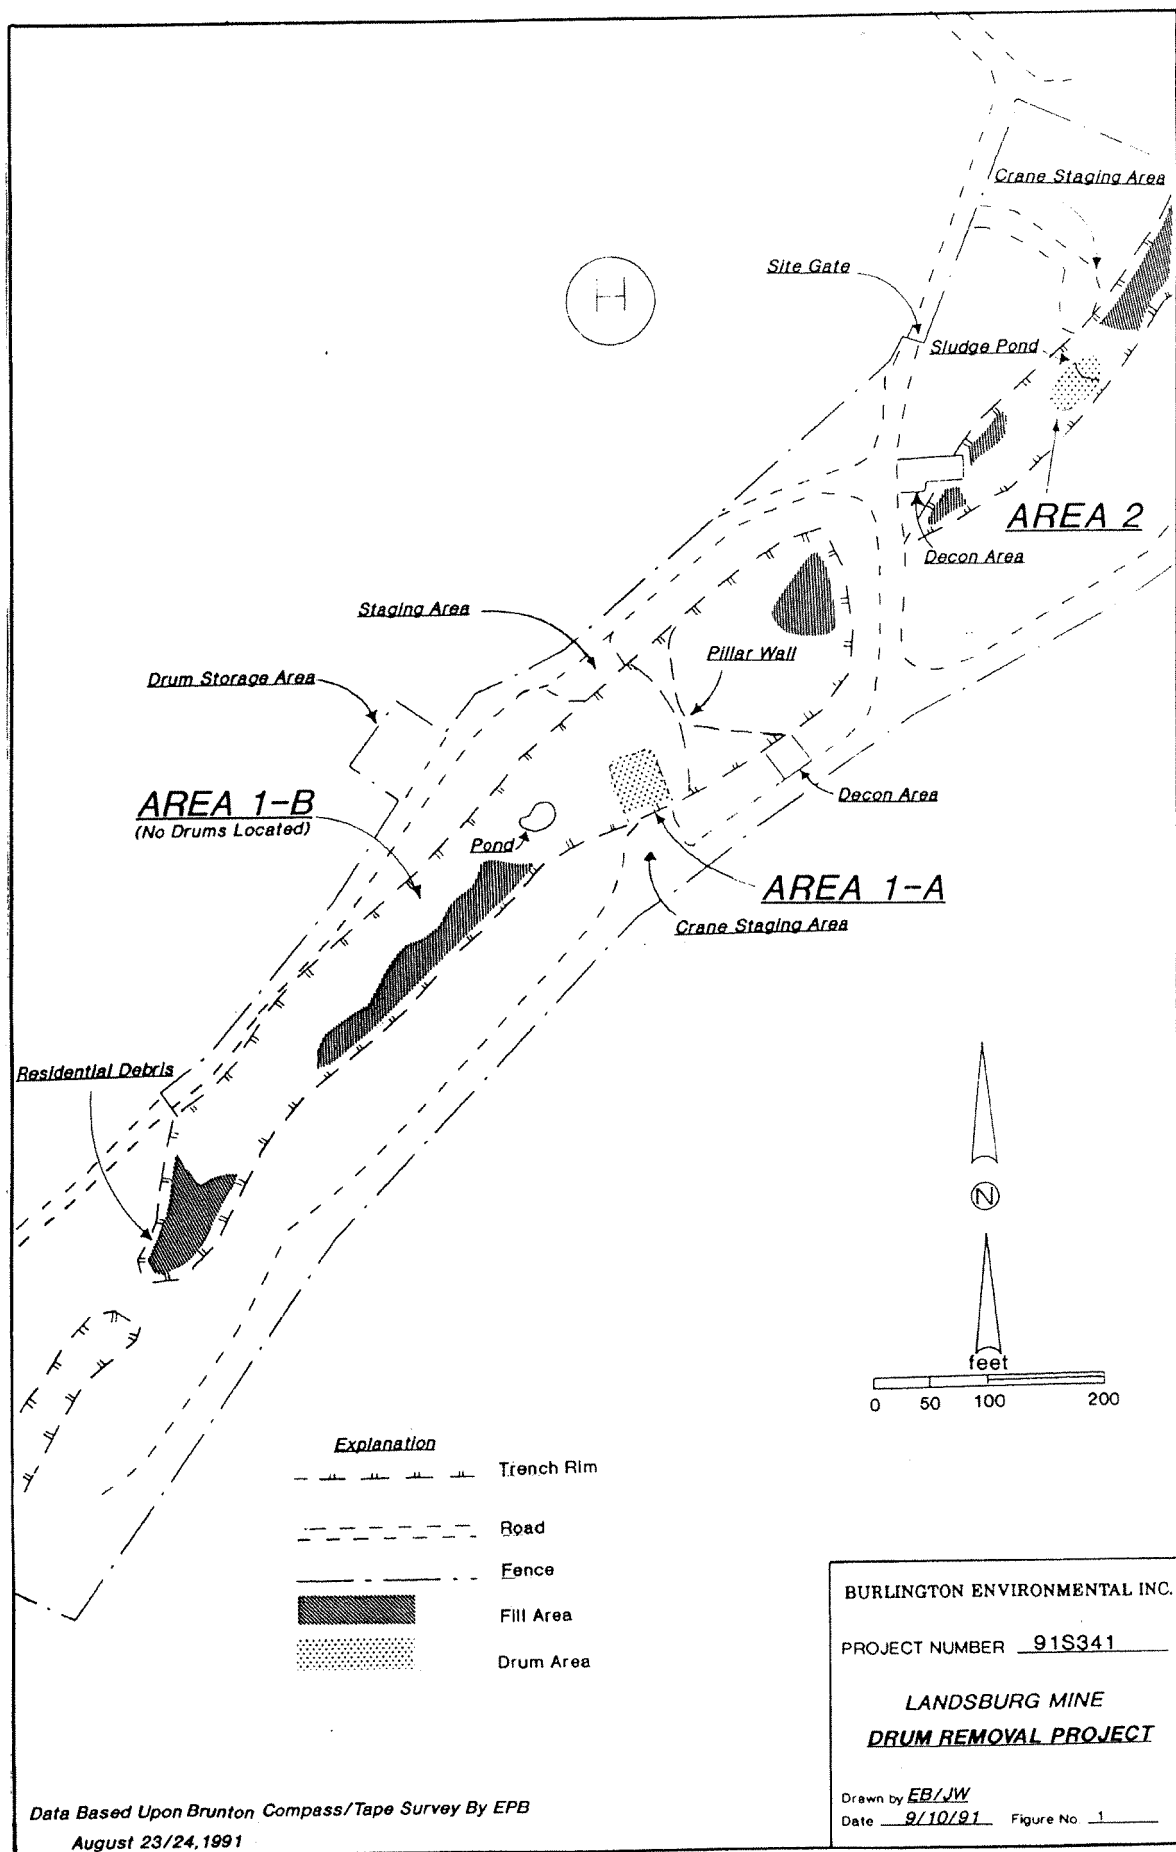 Crane Staging Area
H
Site Gate
Sludge Pond
AREA 2
Decon Area
Staging Area
Pillar Wall
Drum Storage Area
AREA 1-B
(No Drums Located)
Decon Area
Pond
AREA 1-A
Crane Staging Area
Residential Debris
N
feet
0 50 100 200
Explanation
Trench Rim
Road
Fence
Fill Area
Drum Area
BURLINGTON ENVIRONMENTAL INC.
PROJECT NUMBER 91S341
LANDSBURG MINE
DRUM REMOVAL PROJECT
Drawn by EB/JW
Date 9/10/91 Figure No. 1
Data Based Upon Brunton Compass/Tape Survey By EPB
August 23/24, 1991